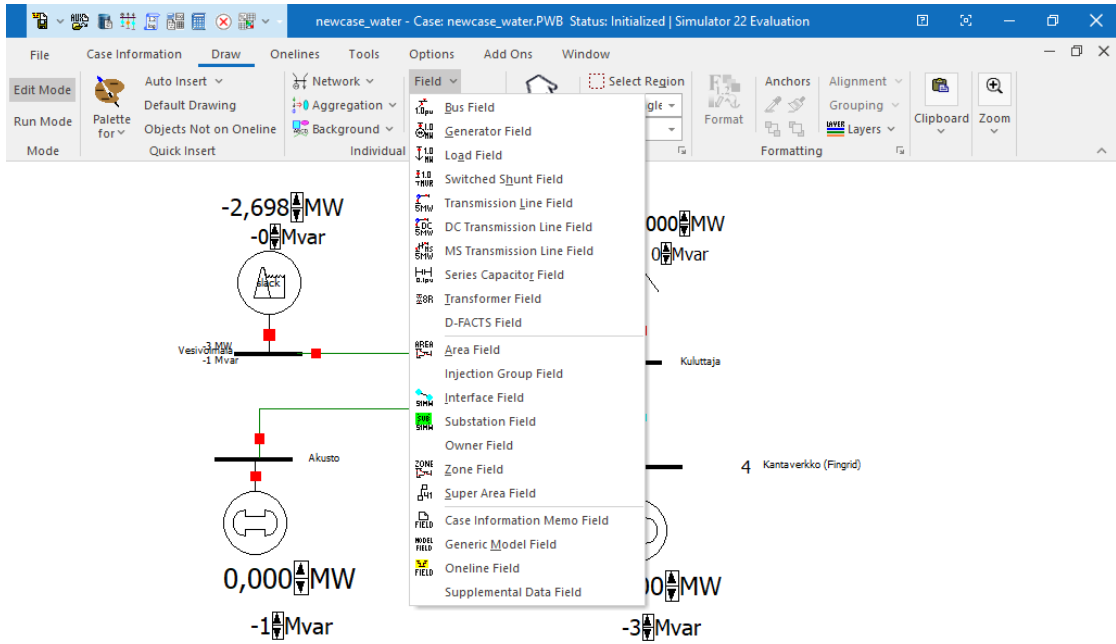 newcase_water - Case: newcase_water.PWB Status: Initialized | Simulator 22 Evaluation
File Case Information Draw Onelines Tools Options Add Ons Window
Edit Mode
Run Mode
Mode
Palette
for
Auto Insert
Default Drawing
Objects Not on Oneline
Quick Insert
Network
Aggregation
Background
Individual
Field
Select Region
gle
Format
Anchors
Alignment
Grouping
Layers
Formatting
Clipboard
Zoom
Bus Field
Generator Field
Load Field
Switched Shunt Field
Transmission Line Field
DC Transmission Line Field
MS Transmission Line Field
Series Capacitor Field
Transformer Field
D-FACTS Field
Area Field
Injection Group Field
Interface Field
Substation Field
Owner Field
Zone Field
Super Area Field
Case Information Memo Field
Generic Model Field
Oneline Field
Supplemental Data Field
-2,698 MW
-0 Mvar
slack
Vesivoimala
-3 MW
-1 Mvar
Akusto
0,000 MW
-1 Mvar
000 MW
0 Mvar
Kuluttaja
4 Kantaverkko (Fingrid)
00 MW
-3 Mvar